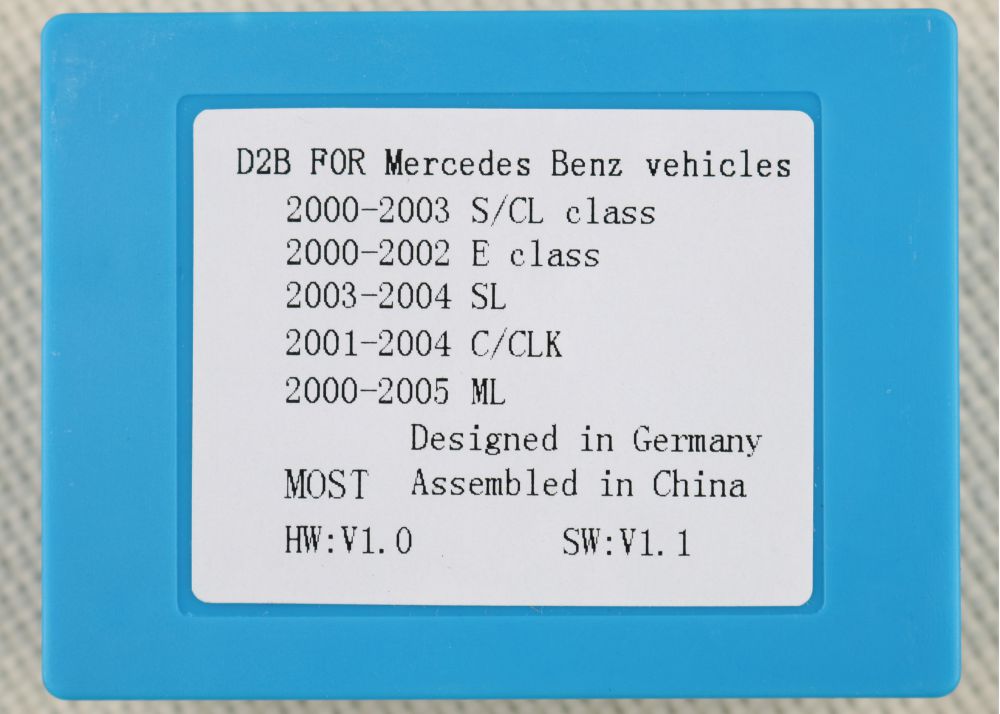 D2B FOR Mercedes Benz vehicles
2000-2003 S/CL class
2000-2002 E class
2003-2004 SL
2001-2004 C/CLK
2000-2005 ML
Designed in Germany
MOST Assembled in China
HW:V1.0 SW:V1.1